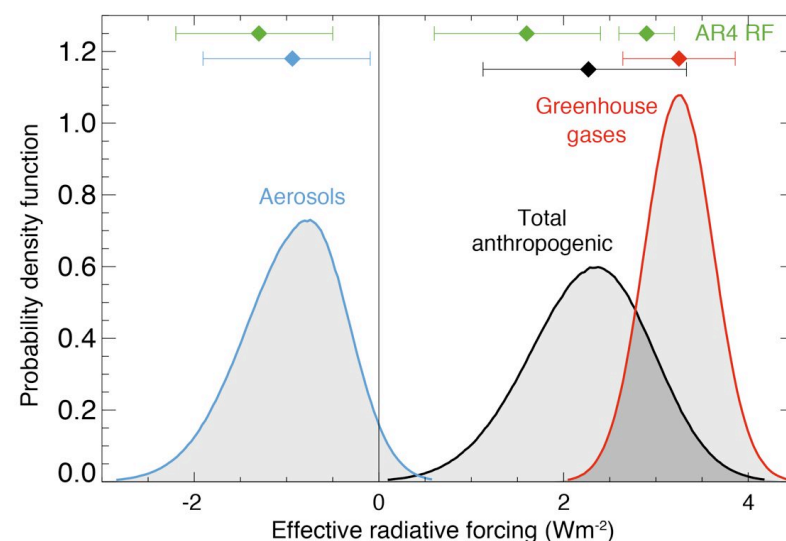 AR4 RF
Greenhouse
gases
Aerosols
Total
anthropogenic
Probability density function
1.2
1.0
0.8
0.6
0.4
0.2
0.0
-2
0
2
4
Effective radiative forcing (Wm-2)